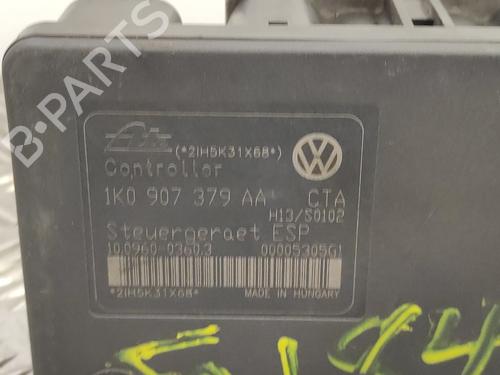 Ate (*2IH5K31X68*)
Controller
1K0 907 379 AA CTA
H13/S0102
Steuergeraet ESP
10.0960-0360.3 00005305G1
*2IH5K31X68* MADE IN HUNGARY